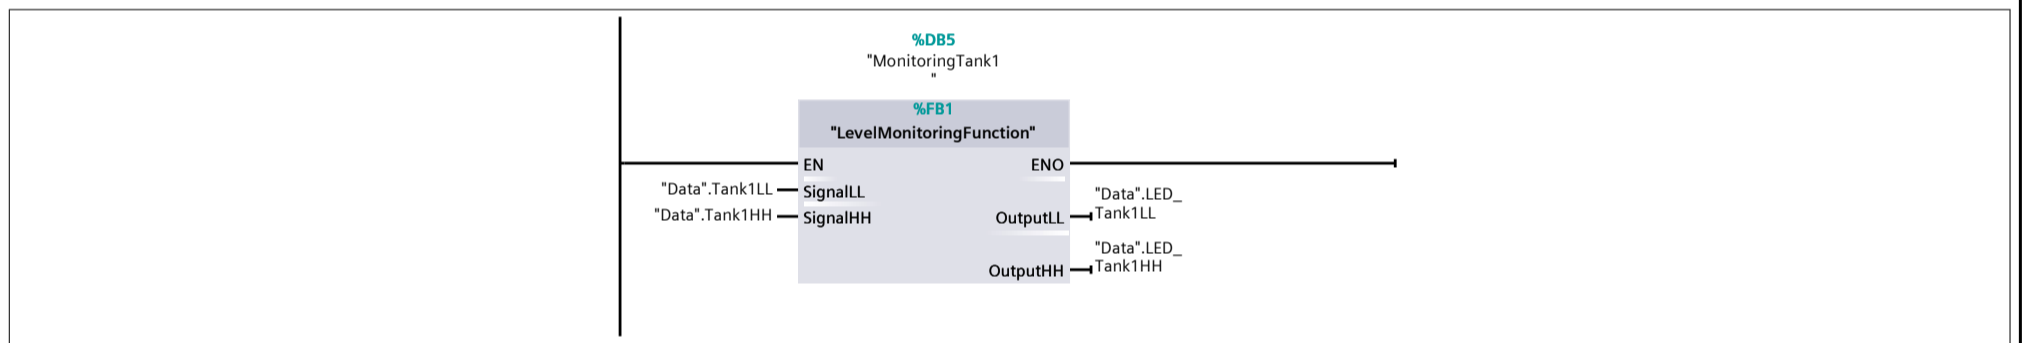 %DB5
"MonitoringTank1
"
%FB1
"LevelMonitoringFunction"
EN
ENO
"Data".Tank1LL
SignalLL
"Data".Tank1HH
SignalHH
OutputLL
"Data".LED_
Tank1LL
OutputHH
"Data".LED_
Tank1HH